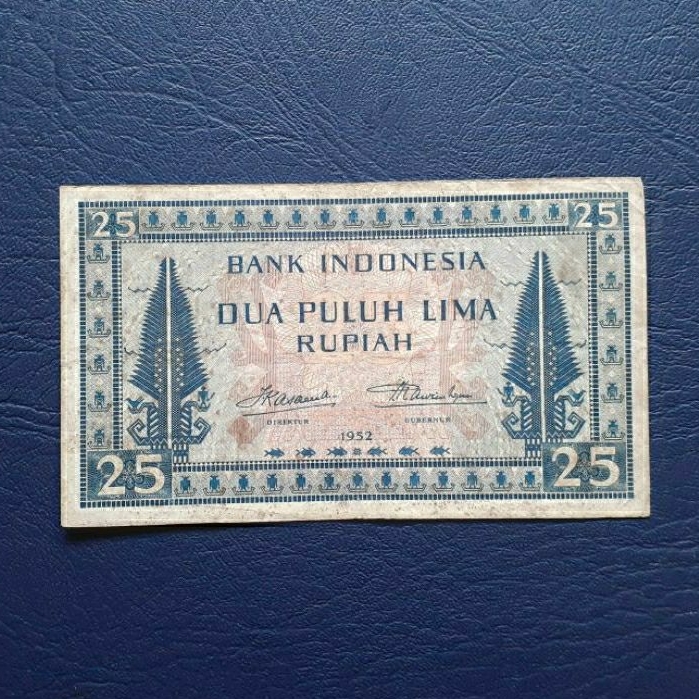 25 25
BANK INDONESIA
DUA PULUH LIMA
RUPIAH
DIREKTUR GUBERNUR
1952
25 25